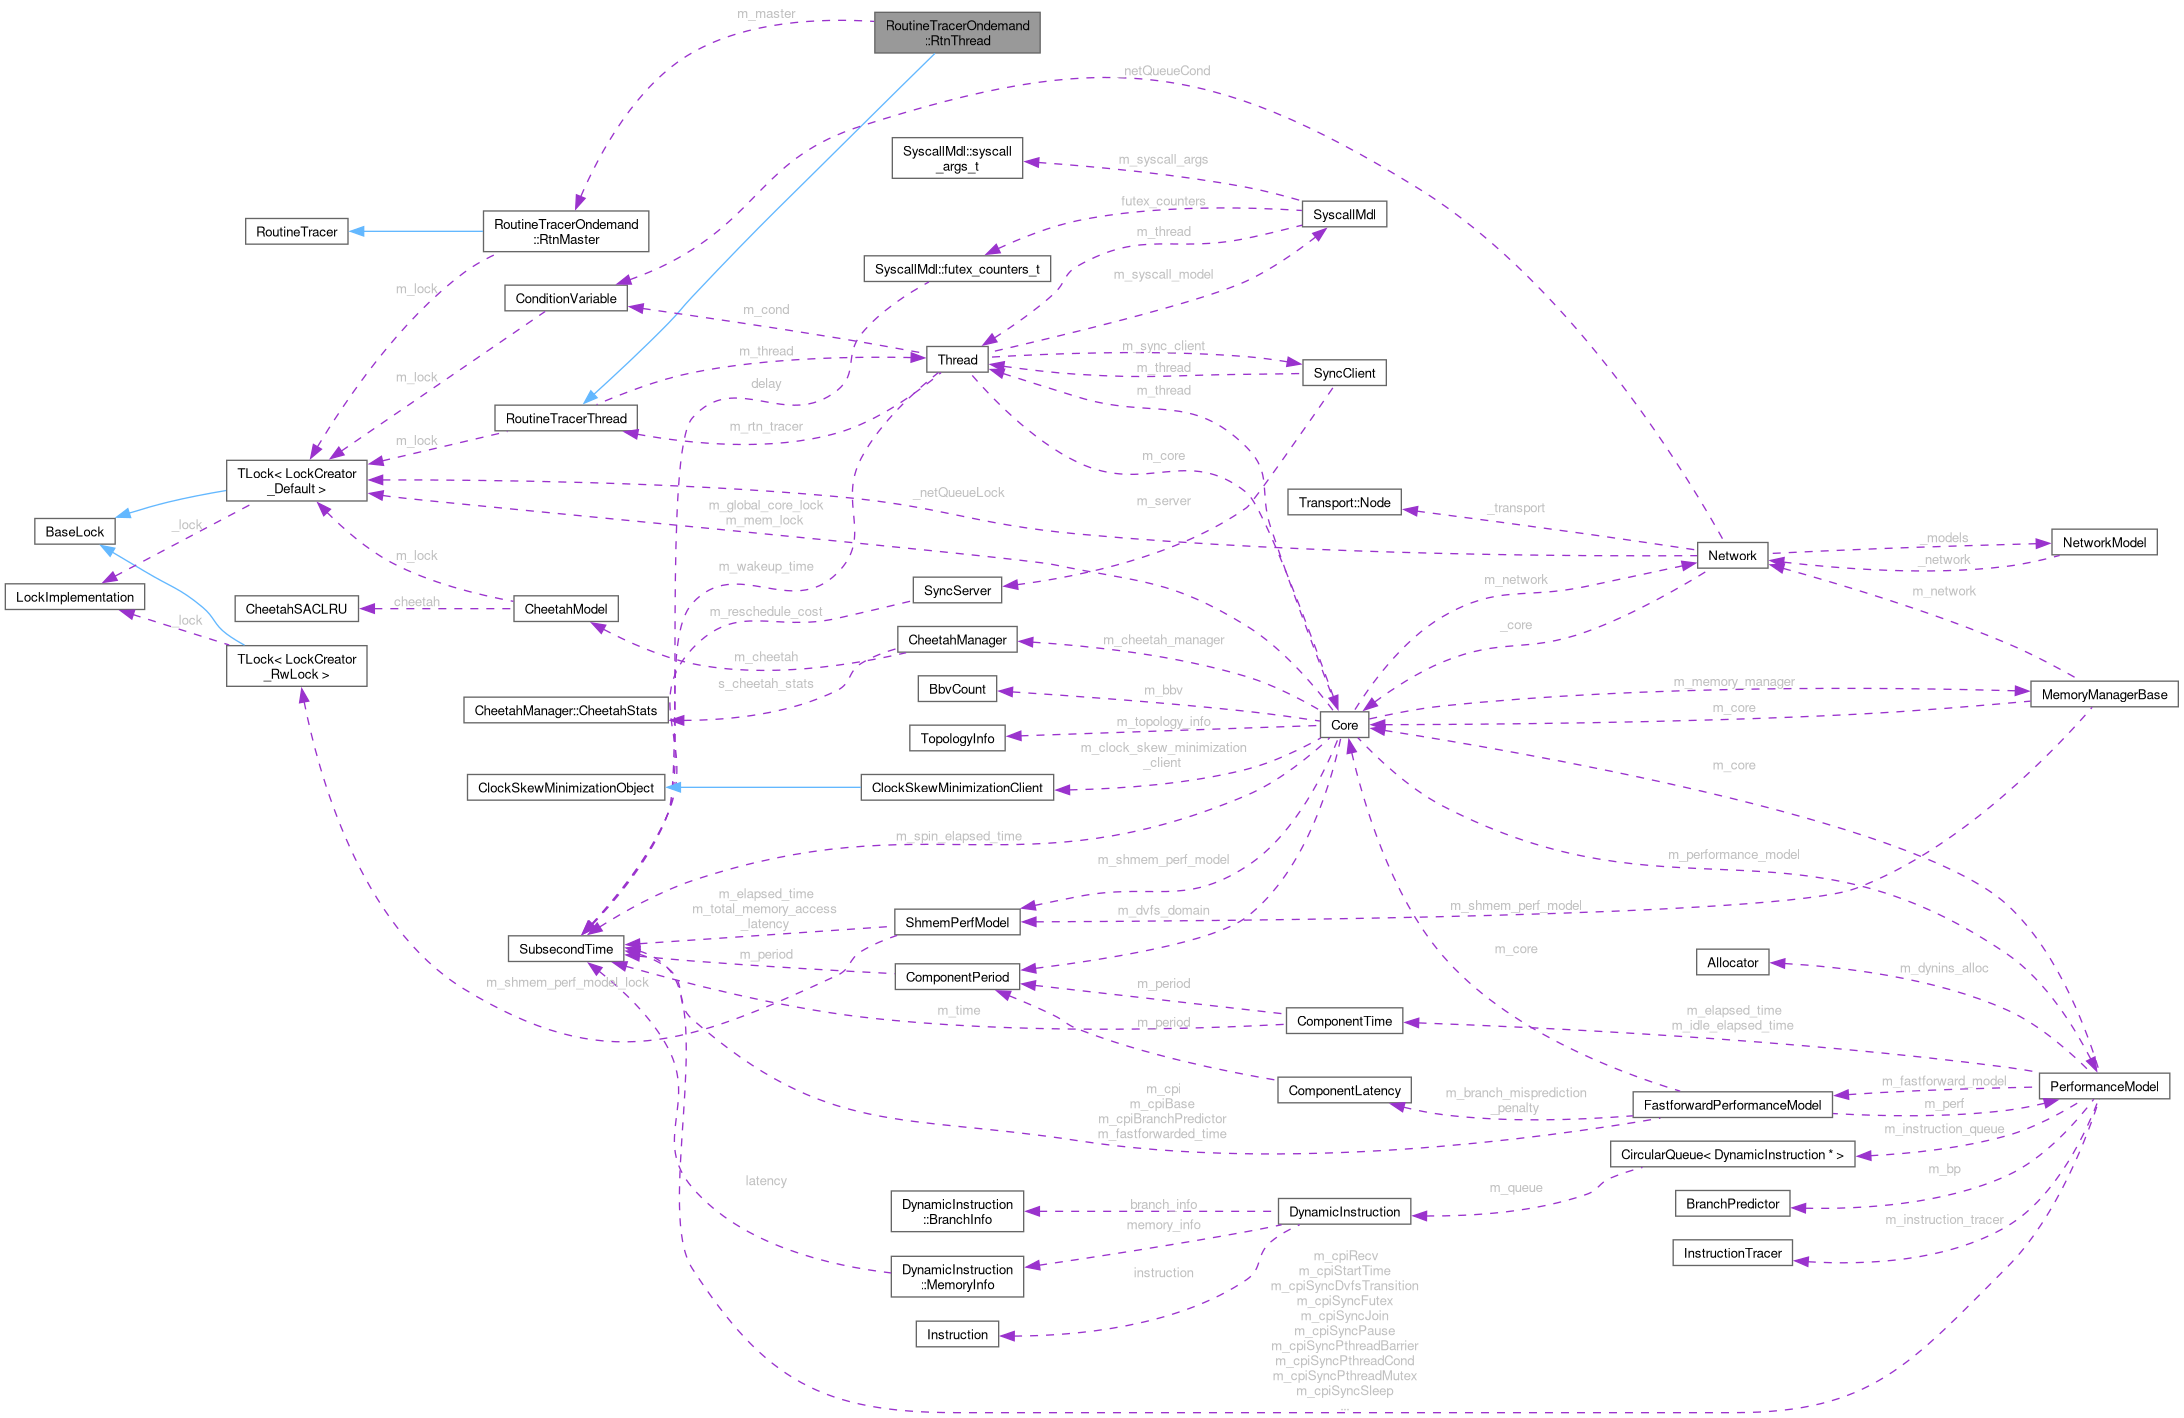 m_master
RoutineTracerOndemand
::RtnThread
netQueueCond
SyscallMdl::syscall
_args_t
m_syscall_args
futex_counters
SyscallMdl
RoutineTracer
RoutineTracerOndemand
::RtnMaster
m_thread
SyscallMdl::futex_counters_t
m_syscall_model
m_lock
ConditionVariable
m_cond
m_thread
Thread
m_sync_client
m_thread
SyncClient
m_lock
delay
m_thread
RoutineTracerThread
m_rtn_tracer
m_lock
m_core
TLock< LockCreator
_Default >
_netQueueLock
m_server
Transport::Node
_transport
m_global_core_lock
m_mem_lock
_lock
BaseLock
Network
_models
NetworkModel
_network
m_lock
m_wakeup_time
m_network
m_network
LockImplementation
CheetahSACLRU
cheetah
CheetahModel
SyncServer
m_reschedule_cost
_lock
_core
CheetahManager
m_cheetah_manager
TLock< LockCreator
_RwLock >
m_cheetah
s_cheetah_stats
BbvCount
m_bbv
m_memory_manager
MemoryManagerBase
CheetahManager::CheetahStats
m_core
TopologyInfo
m_topology_info
Core
m_clock_skew_minimization
_client
m_core
ClockSkewMinimizationObject
ClockSkewMinimizationClient
m_spin_elapsed_time
m_shmem_perf_model
m_performance_model
m_elapsed_time
m_total_memory_access
_latency
ShmemPerfModel
m_dvfs_domain
m_shmem_perf_model
SubsecondTime
m_period
m_core
Allocator
m_dynins_alloc
m_shmem_perf_model_lock
ComponentPeriod
m_period
m_time
m_period
ComponentTime
m_elapsed_time
m_idle_elapsed_time
ComponentLatency
m_cpi
m_cpiBase
m_cpiBranchPredictor
m_fastforwarded_time
m_branch_misprediction
_penalty
FastforwardPerformanceModel
m_fastforward_model
m_perf
PerformanceModel
m_instruction_queue
CircularQueue< DynamicInstruction * >
m_bp
latency
m_queue
DynamicInstruction
::BranchInfo
branch_info
DynamicInstruction
BranchPredictor
memory_info
m_instruction_tracer
InstructionTracer
DynamicInstruction
::MemoryInfo
instruction
Instruction
m_cpiRecv
m_cpiStartTime
m_cpiSyncDvfsTransition
m_cpiSyncFutex
m_cpiSyncJoin
m_cpiSyncPause
m_cpiSyncPthreadBarrier
m_cpiSyncPthreadCond
m_cpiSyncPthreadMutex
m_cpiSyncSleep
...